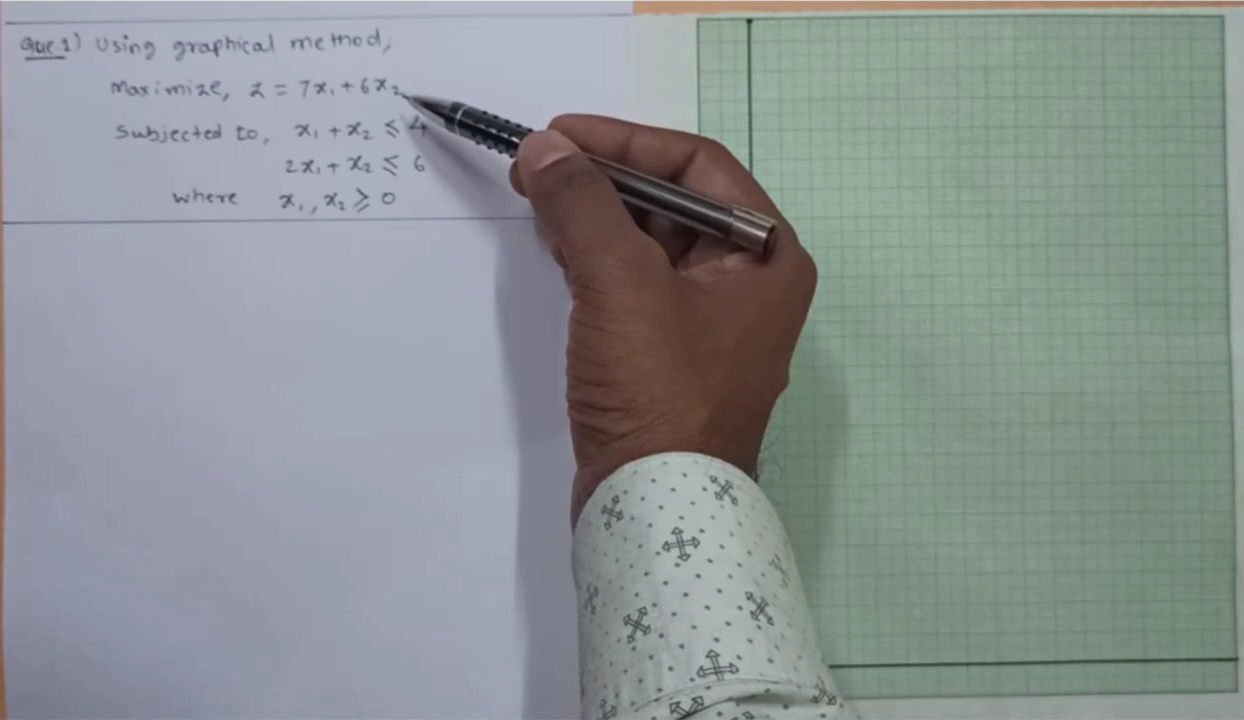 Que.1) Using graphical method,
Maximize, z = 7x₁ + 6x₂
Subjected to, x₁ + x₂ ≤ 4
2x₁ + x₂ ≤ 6
where x₁, x₂ ≥ 0